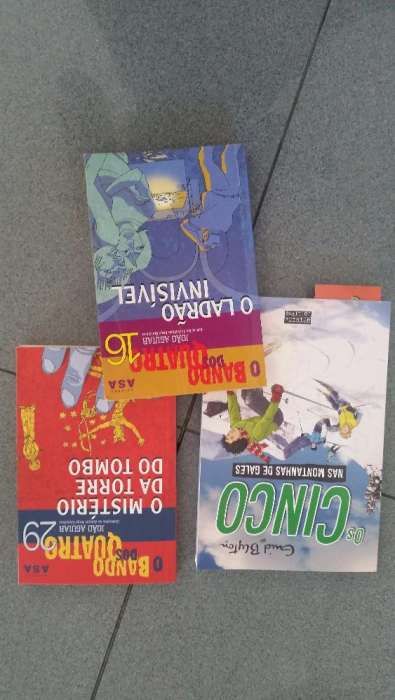 O BANDO
DOS
QUATRO
ASA
JOÃO AGUIAR
16
O LADRÃO
INVISÍVEL
O BANDO
DOS
QUATRO
ASA
JOÃO AGUIAR
29
O MISTÉRIO
DA TORRE
DO TOMBO
Enid Blyton
OS
CINCO
NAS MONTANHAS DE GALES